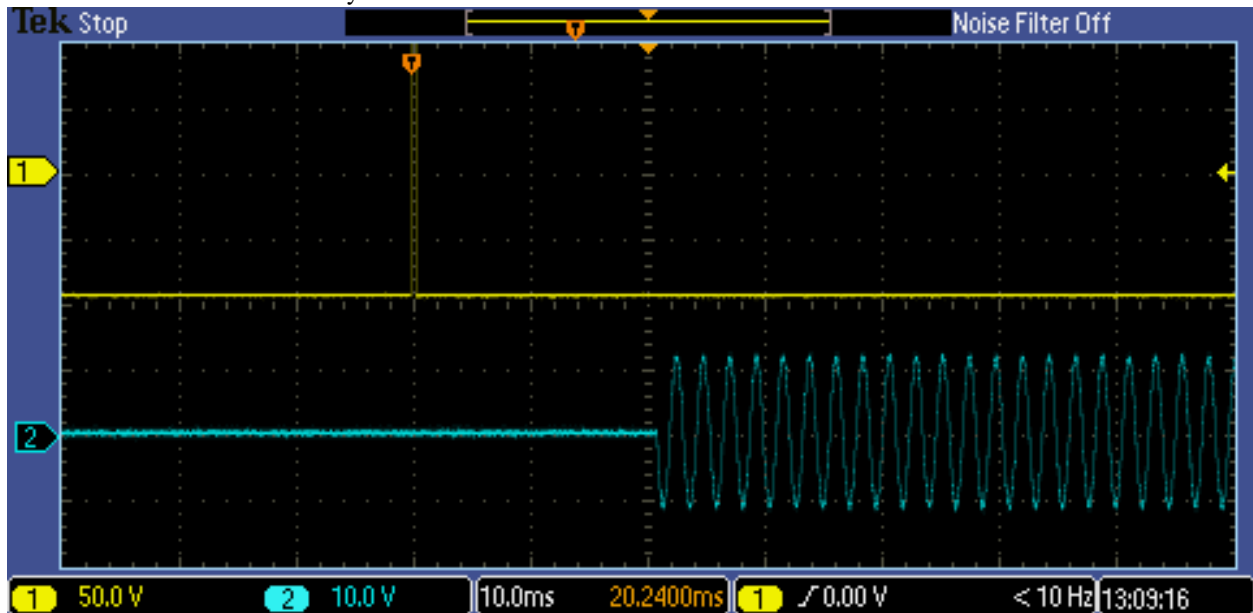 Tek Stop
Noise Filter Off
T
T
1
2
1 50.0 V
2 10.0 V
10.0ms 20.2400ms
1 0.00 V
< 10 Hz
13:09:16